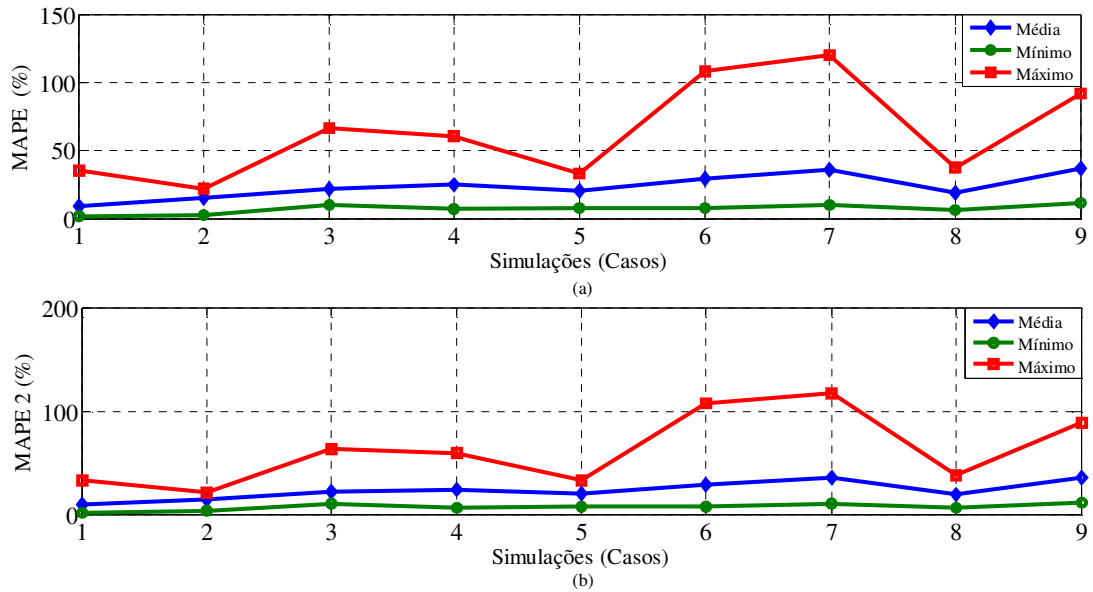 150
100
50
0
MAPE (%)
Média
Mínimo
Máximo
1 2 3 4 5 6 7 8 9
Simulações (Casos)
(a)
200
100
0
MAPE 2 (%)
Média
Mínimo
Máximo
1 2 3 4 5 6 7 8 9
Simulações (Casos)
(b)